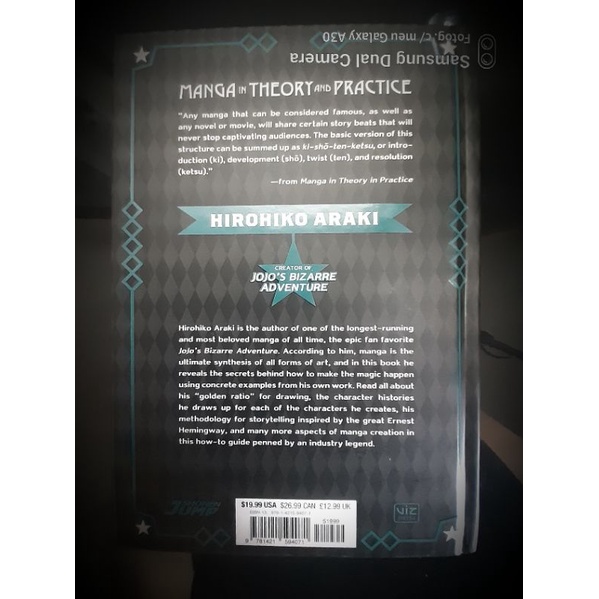 Samsung Dual Camera
Fotog. c/ meu Galaxy A30
MANGA IN THEORY AND PRACTICE
"Any manga that can be considered famous, as well as
any novel or movie, will share certain story beats that will
never stop captivating audiences. The basic version of this
structure can be summed up as ki-shō-ten-ketsu, or intro-
duction (ki), development (shō), twist (ten), and resolution
(ketsu)."
—from Manga in Theory in Practice
HIROHIKO ARAKI
CREATOR OF
JOJO'S BIZARRE
ADVENTURE
Hirohiko Araki is the author of one of the longest-running
and most beloved manga of all time, the epic fan favorite
Jojo's Bizarre Adventure. According to him, manga is the
ultimate synthesis of all forms of art, and in this book he
reveals the secrets behind how to make the magic happen
using concrete examples from his own work. Read all about
his "golden ratio" for drawing, the character histories
he draws up for each of the characters he creates, his
methodology for storytelling inspired by the great Ernest
Hemingway, and many more aspects of manga creation in
this how-to guide penned by an industry legend.
$19.99 USA $26.99 CAN £12.99 UK
51999
9 781421 594071
JUMP
VIZ